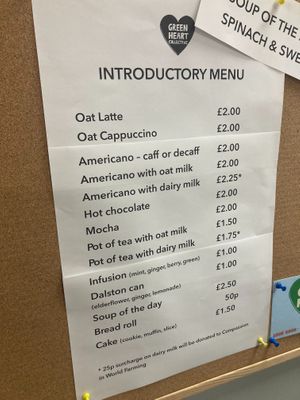 GREEN
HEART
COLLECTIVE
SOUP OF THE
SPINACH & SWE
INTRODUCTORY MENU
Oat Latte £2.00
Oat Cappuccino £2.00
Americano - caff or decaff £2.00
Americano with oat milk £2.00
Americano with dairy milk £2.25*
Hot chocolate £2.00
Mocha £2.00
Pot of tea with oat milk £1.50
Pot of tea with dairy milk £1.75*
Infusion (mint, ginger, berry, green) £1.00
Dalston can £1.00
(elderflower, ginger, lemonade)
Soup of the day £2.50
Bread roll 50p
Cake (cookie, muffin, slice) £1.50
* 25p surcharge on dairy milk will be donated to Compassion
in World Farming